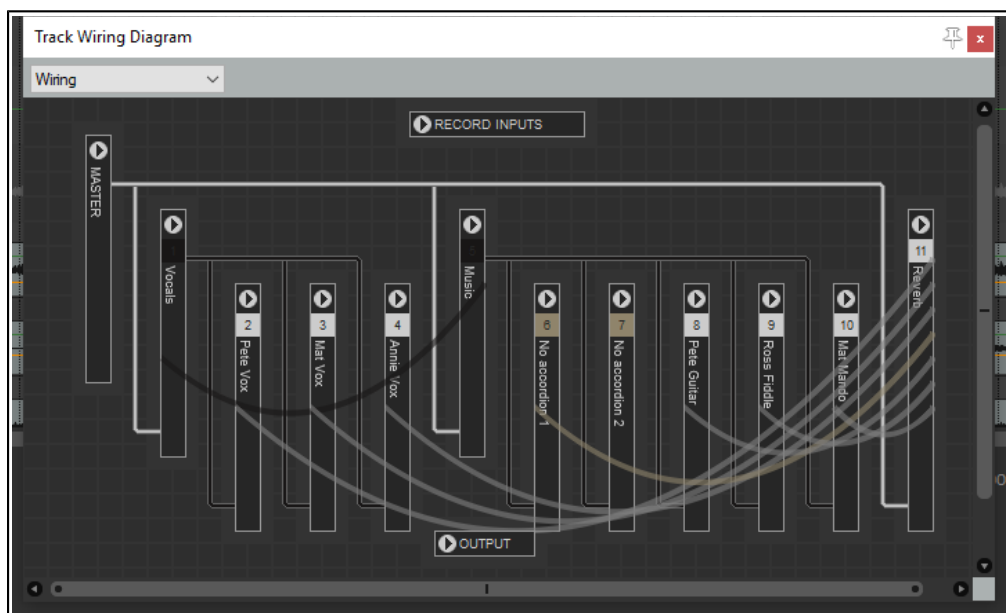 Track Wiring Diagram
x
Wiring
RECORD INPUTS
MASTER
1
Vocals
5
Music
11
Reverb
2
Pete Vox
3
Mat Vox
4
Annie Vox
6
No accordion 1
7
No accordion 2
8
Pete Guitar
9
Ross Fiddle
10
Mat Mando
OUTPUT